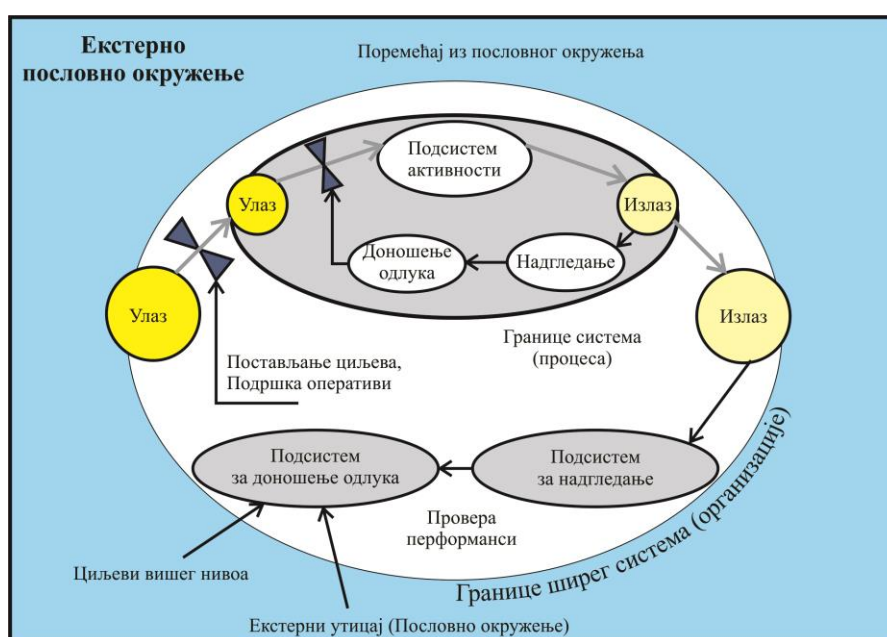 Екстерно
пословно окружење
Поремећај из пословног окружења
Подсистем
активности
Улаз
Излаз
Доношење
одлука
Надгледање
Улаз
Излаз
Границе система
(процеса)
Постављање циљева,
Подршка оперативи
Подсистем
за доношење одлука
Подсистем
за надгледање
Провера
перформанси
Границе ширег система (организације)
Циљеви вишег нивоа
Екстерни утицај (Пословно окружење)